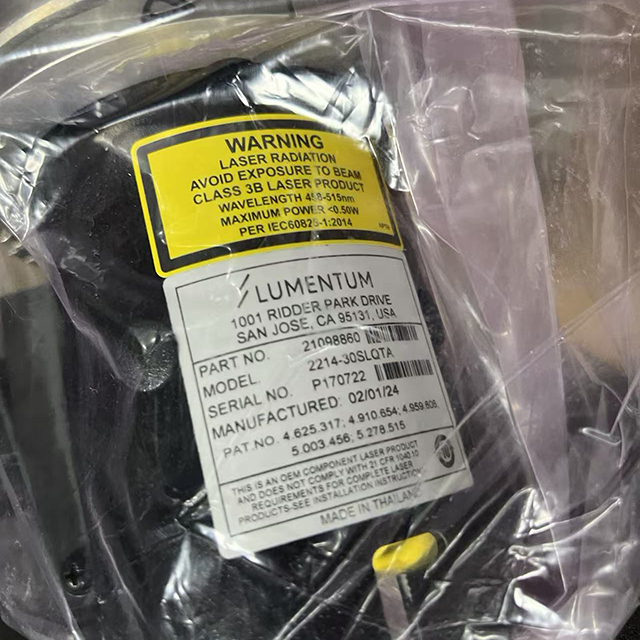 WARNING
LASER RADIATION
AVOID EXPOSURE TO BEAM
CLASS 3B LASER PRODUCT
WAVELENGTH 458-515nm
MAXIMUM POWER <0.50W
PER IEC60825-1:2014
LUMENTUM
1001 RIDDER PARK DRIVE
SAN JOSE, CA 95131, USA
PART NO. 21098860
MODEL 2214-30SLQTA
SERIAL NO. P170722
MANUFACTURED: 02/01/24
PAT.NO. 4.625.317; 4.910.654; 4.959.606;
5.003.456; 5.278.515
THIS IS AN OEM COMPONENT LASER PRODUCT
AND DOES NOT COMPLY WITH 21 CFR 1040.10
REQUIREMENTS FOR COMPLETE LASER
PRODUCTS-SEE INSTALLATION INSTRUCTION
MADE IN THAILAND